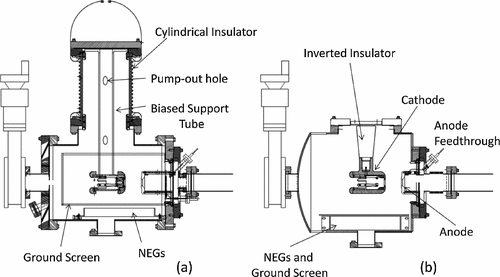 Cylindrical Insulator
Pump-out hole
Biased Support
Tube
Ground Screen
NEGs
(a)
Inverted Insulator
Cathode
Anode
Feedthrough
Anode
NEGs and
Ground Screen
(b)